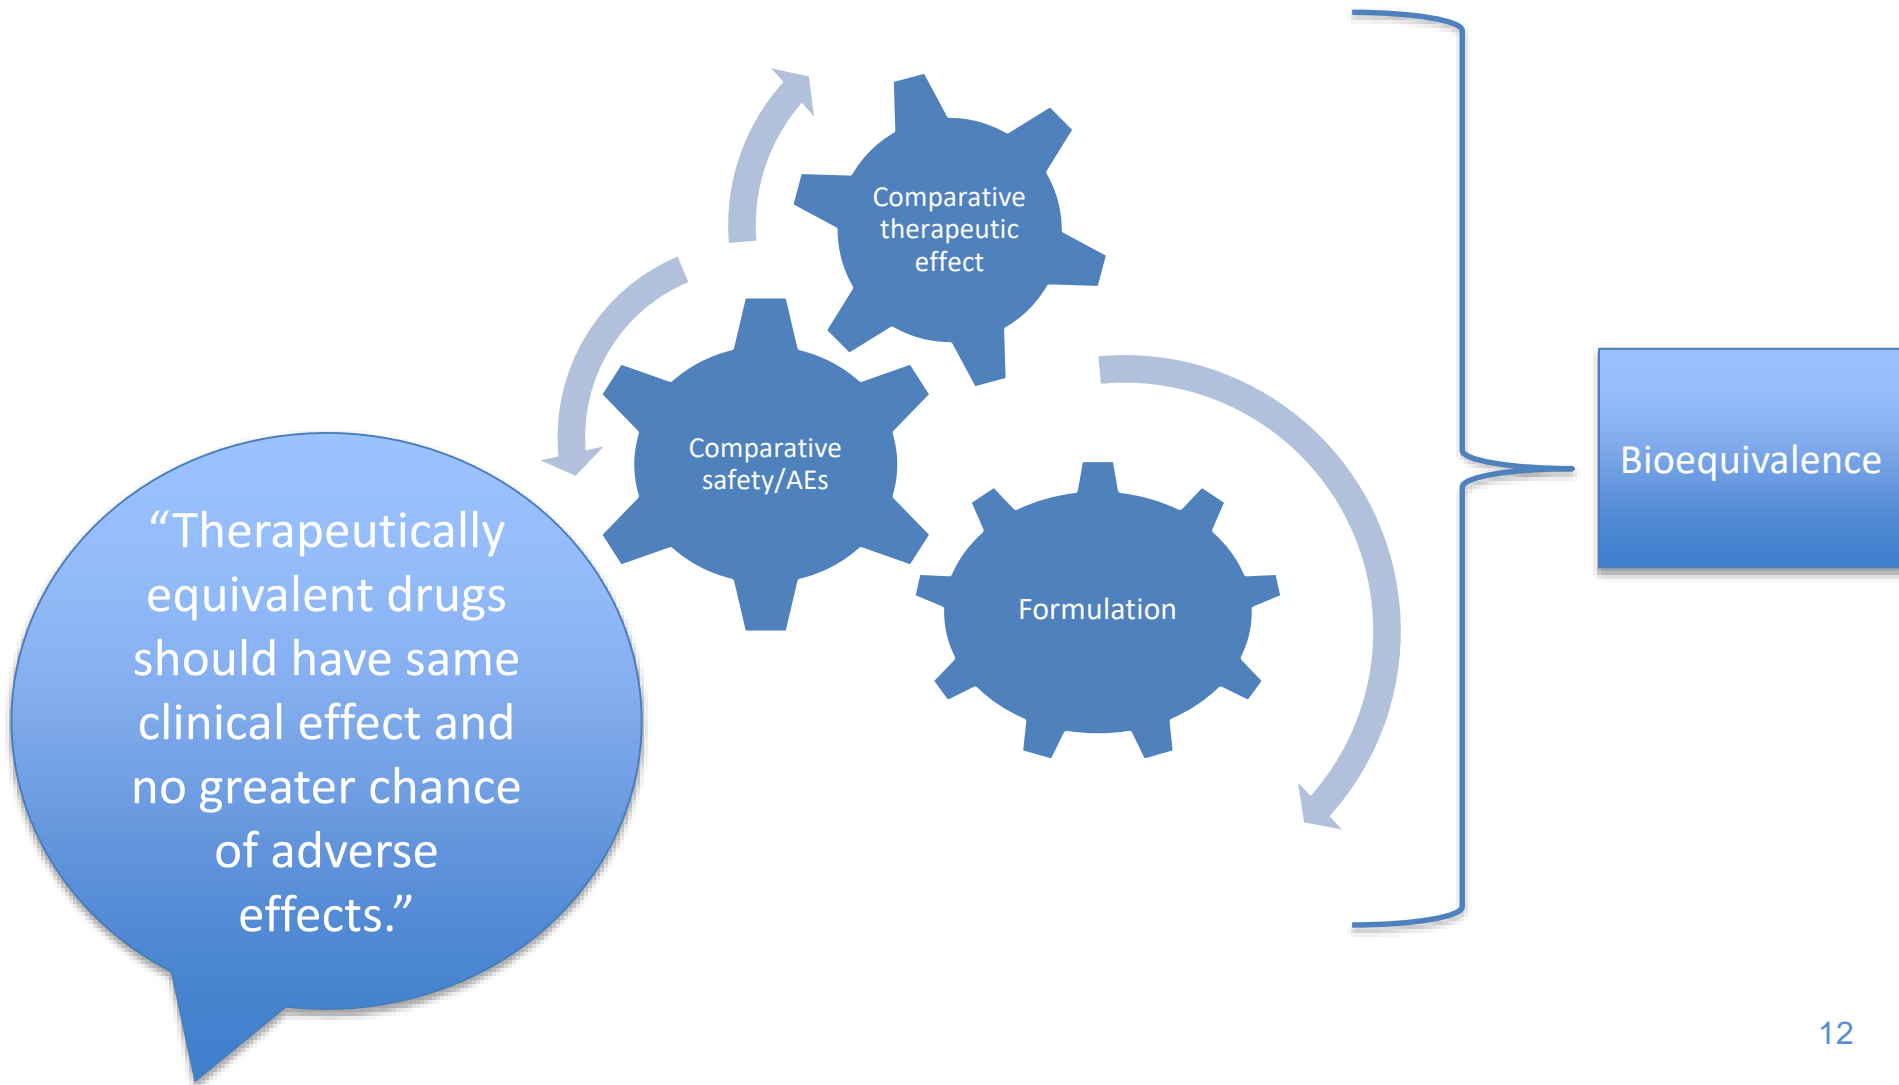 Comparative
therapeutic
effect
Comparative
safety/AEs
Formulation
“Therapeutically
equivalent drugs
should have same
clinical effect and
no greater chance
of adverse
effects.”
Bioequivalence
12